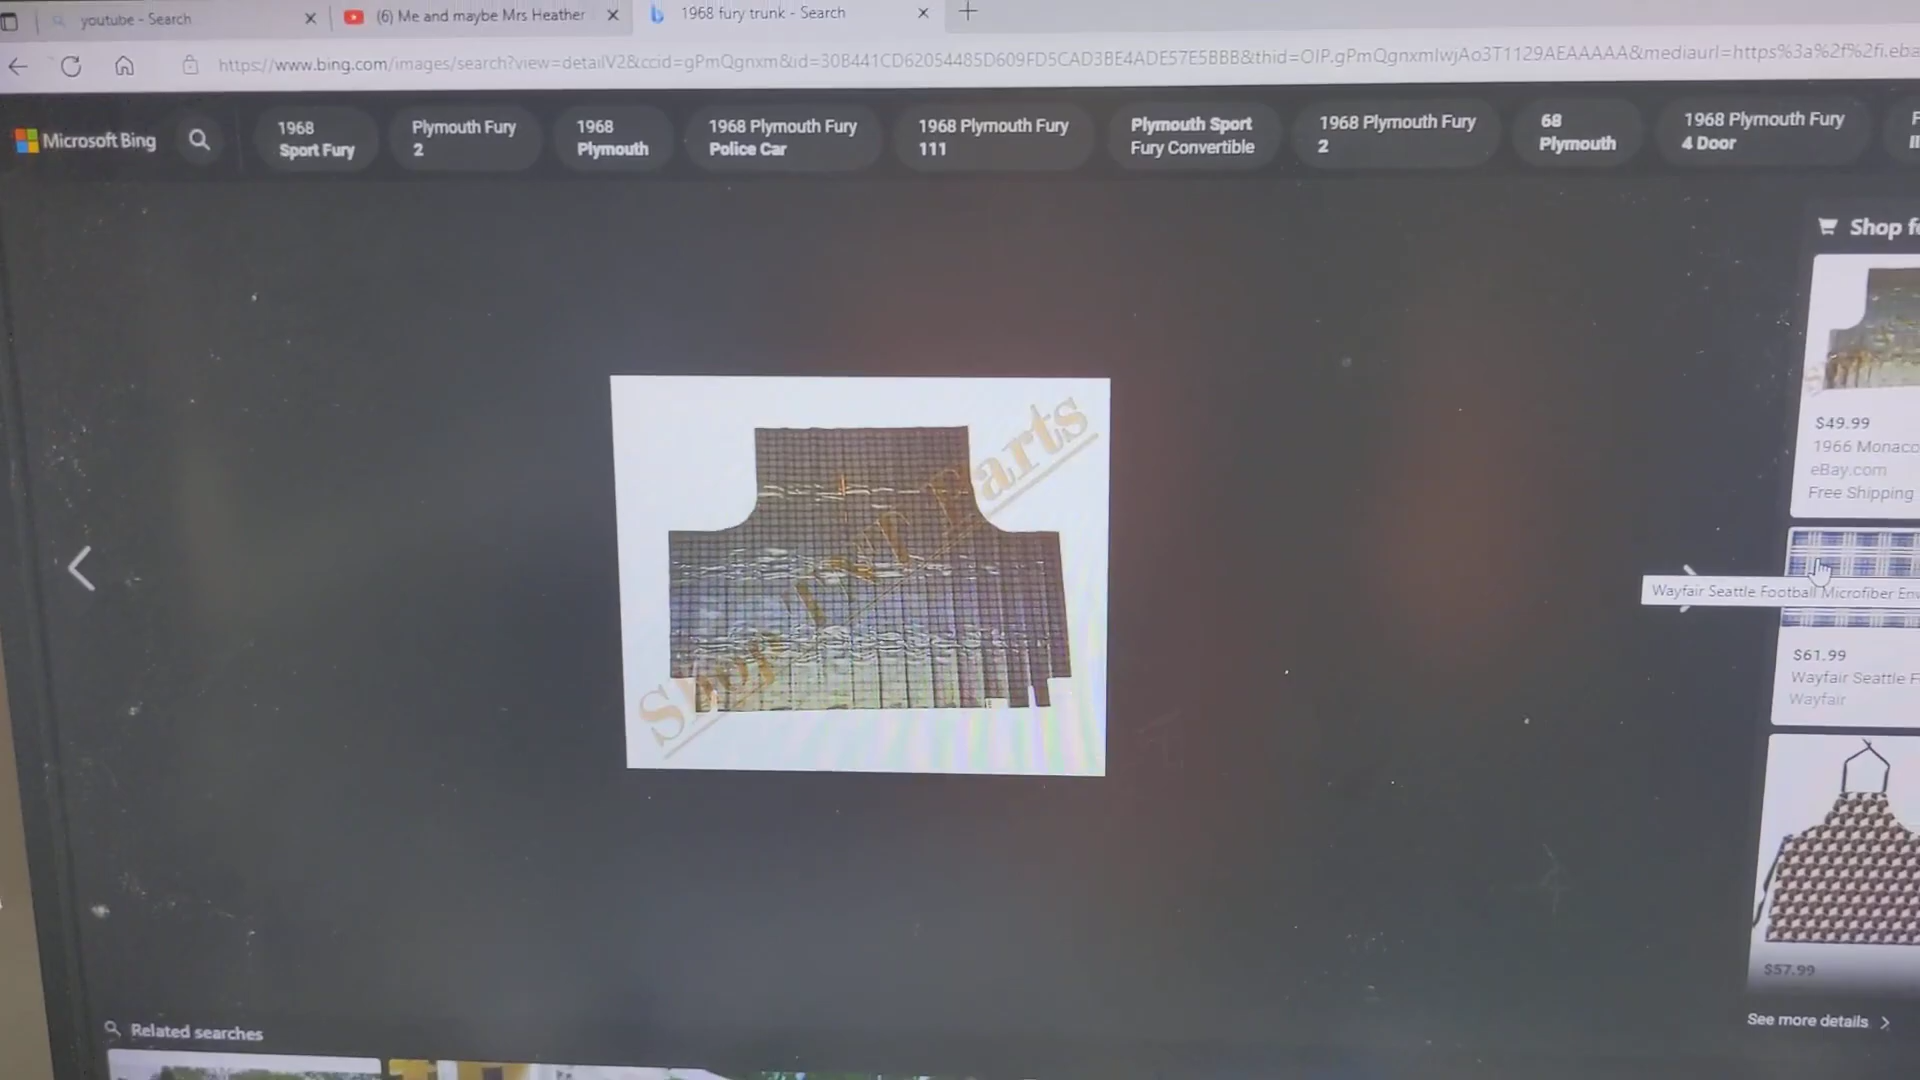 youtube - Search
(6) Me and maybe Mrs Heather
1968 fury trunk - Search
https://www.bing.com/images/search?view=detailV2&ccid=gPmQgnxm&id=30B441CD62054485D609FD5CAD3BE4ADE57E5BBB&thid=OIP.gPmQgnxmIwjAo3T1129AEAAAAA&mediaurl=https%3a%2f%2fi.eba
Microsoft Bing
1968
Sport Fury
Plymouth Fury
2
1968
Plymouth
1968 Plymouth Fury
Police Car
1968 Plymouth Fury
111
Plymouth Sport
Fury Convertible
1968 Plymouth Fury
2
68
Plymouth
1968 Plymouth Fury
4 Door
Shop
Shop TNT Parts
$49.99
1966 Monaco
eBay.com
Free Shipping
Wayfair Seattle Football Microfiber
$61.99
Wayfair Seattle F
Wayfair
$57.99
See more details
Related searches